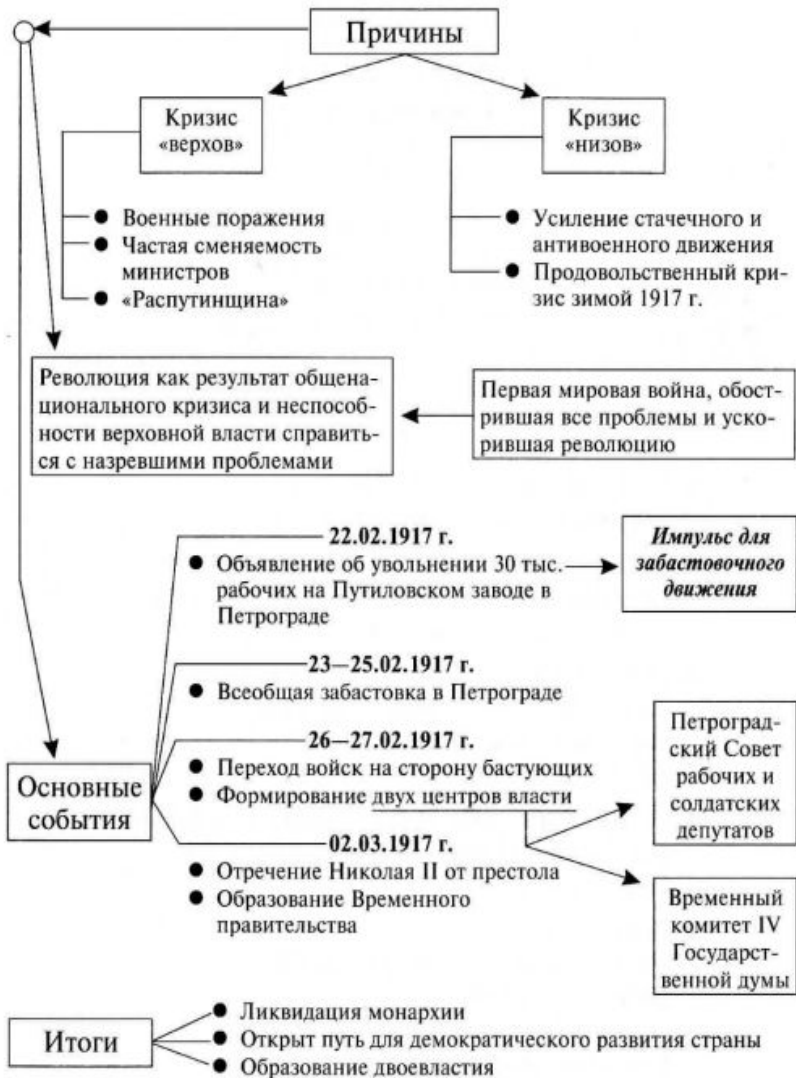 Причины
Кризис
«верхов»
Кризис
«низов»
● Военные поражения
● Частая сменяемость
министров
● «Распутинщина»
● Усиление стачечного и
антивоенного движения
● Продовольственный кри-
зис зимой 1917 г.
Революция как результат общена-
ционального кризиса и неспособ-
ности верховной власти справить-
ся с назревшими проблемами
Первая мировая война, обост-
рившая все проблемы и уско-
рившая революцию
Основные
события
22.02.1917 г.
● Объявление об увольнении 30 тыс.
рабочих на Путиловском заводе в
Петрограде
Импульс для
забастовочного
движения
23—25.02.1917 г.
● Всеобщая забастовка в Петрограде
26—27.02.1917 г.
● Переход войск на сторону бастующих
● Формирование двух центров власти
Петроград-
ский Совет
рабочих и
солдатских
депутатов
Временный
комитет IV
Государст-
венной думы
02.03.1917 г.
● Отречение Николая II от престола
● Образование Временного
правительства
Итоги
● Ликвидация монархии
● Открыт путь для демократического развития страны
● Образование двоевластия